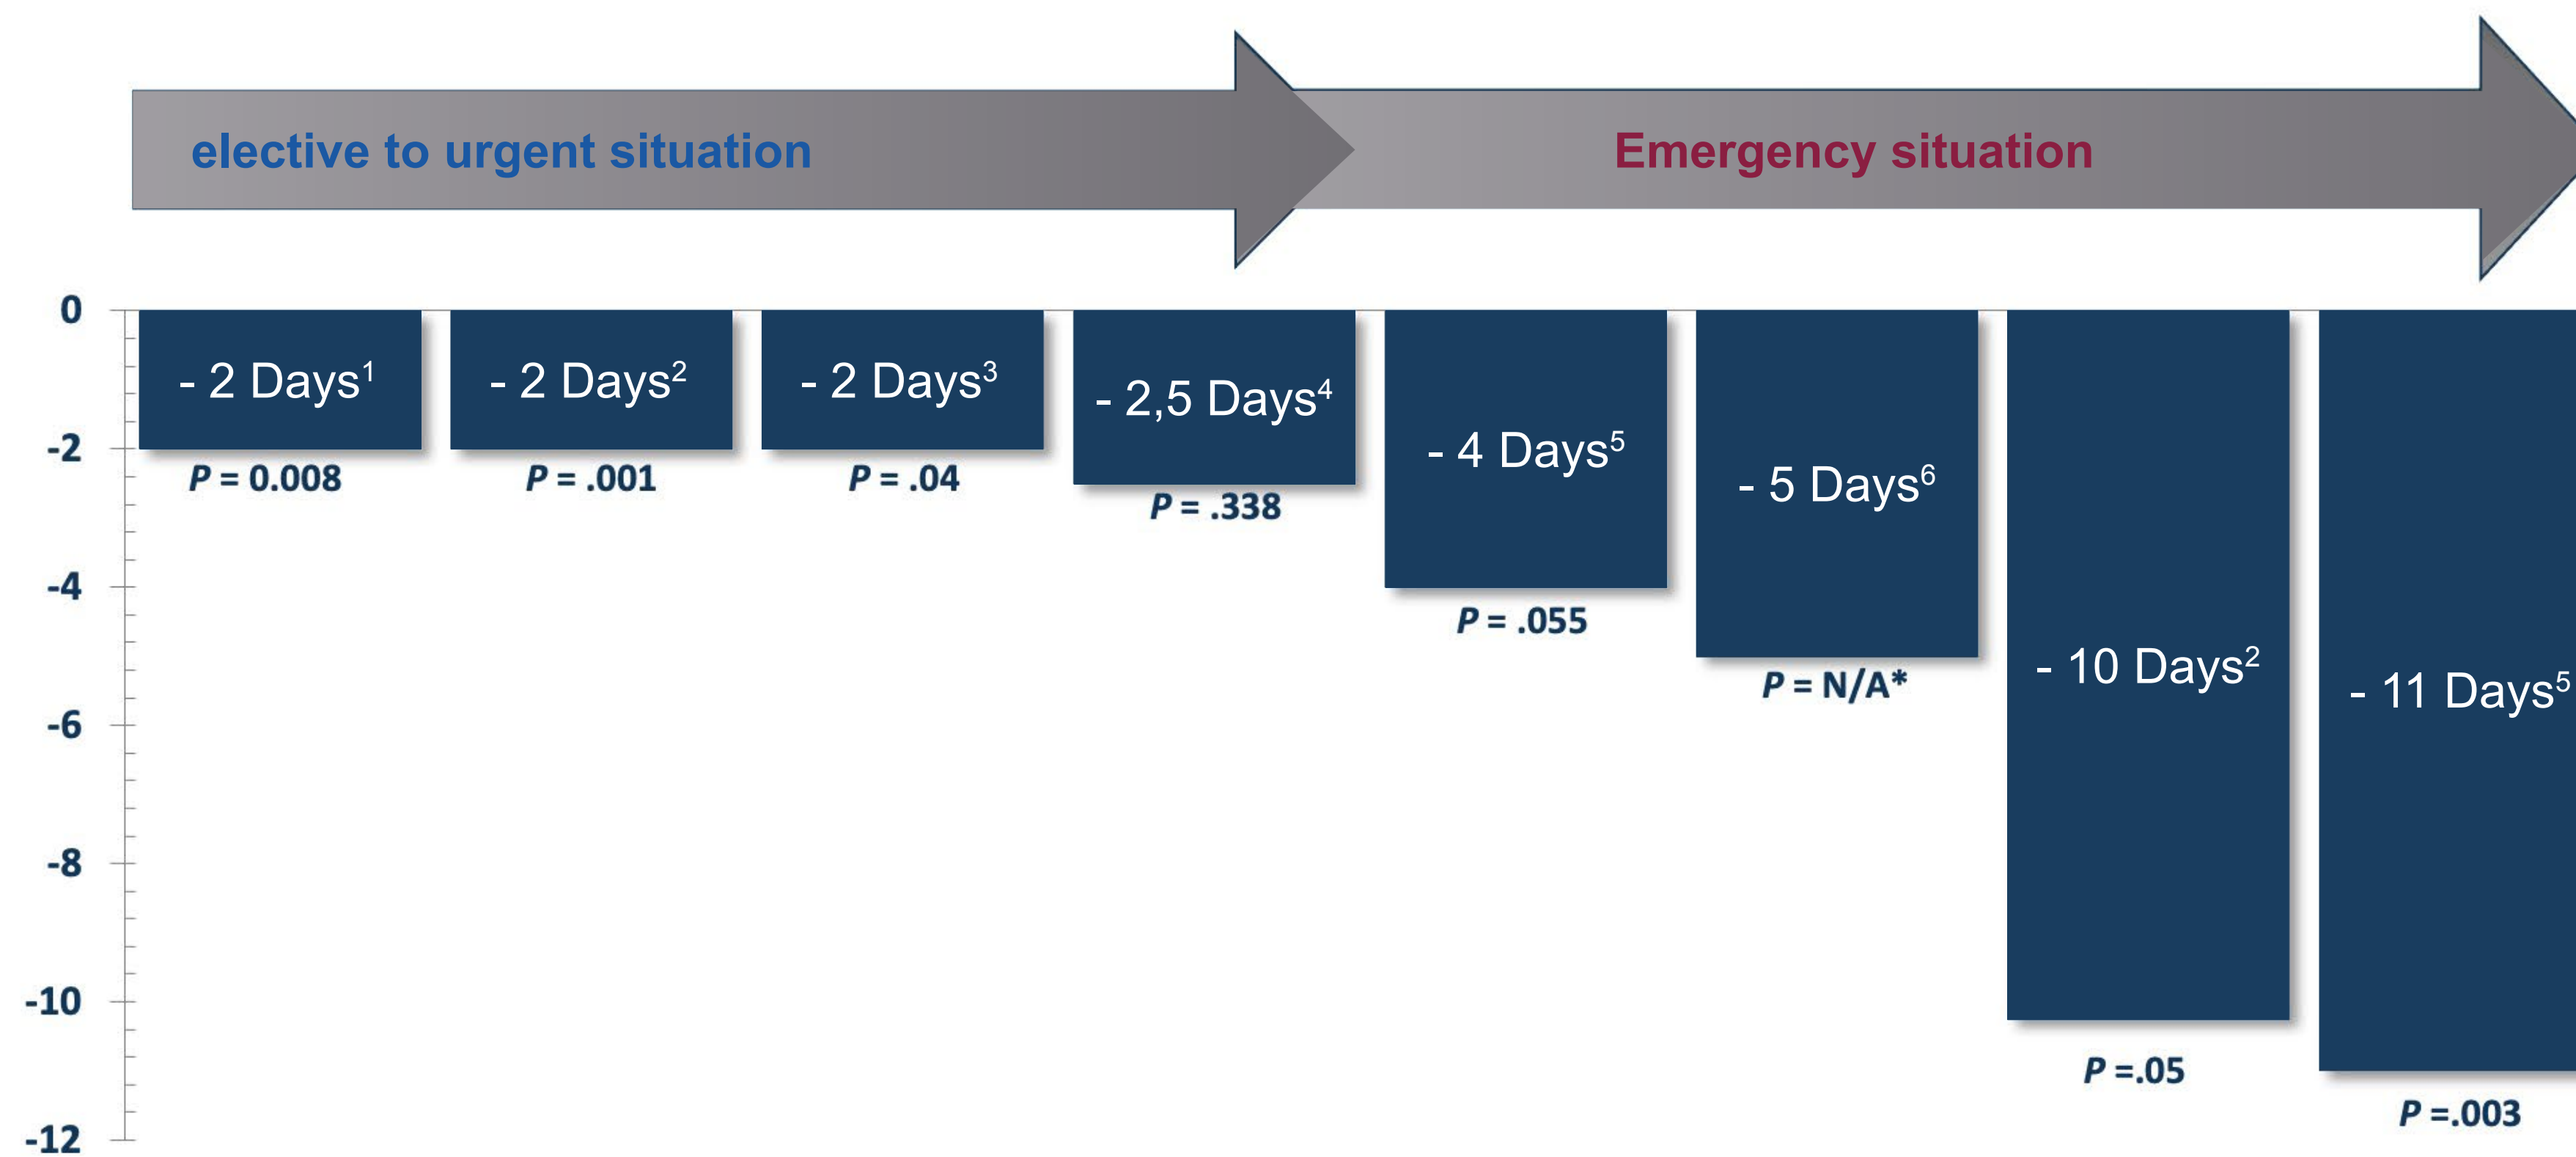 elective to urgent situation
Emergency situation
0
-2
-4
-6
-8
-10
-12
- 2 Days¹
P = 0.008
- 2 Days²
P = .001
- 2 Days³
P = .04
- 2,5 Days⁴
P = .338
- 4 Days⁵
P = .055
- 5 Days⁶
P = N/A*
- 10 Days²
P =.05
- 11 Days⁵
P =.003